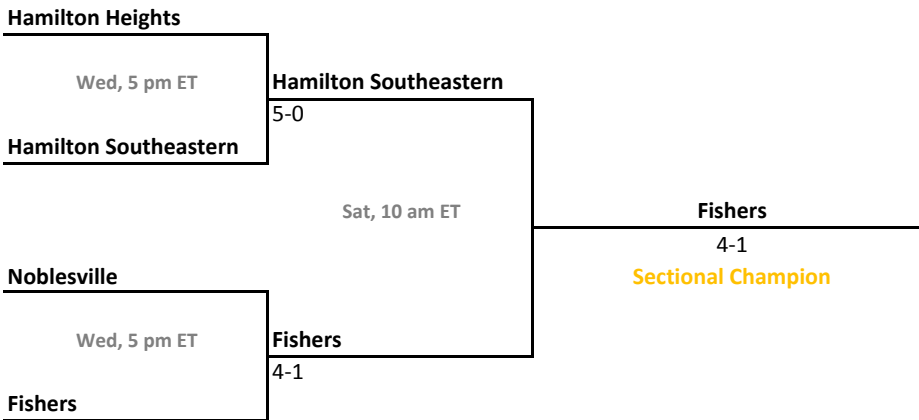 Hamilton Heights
Wed, 5 pm ET
Hamilton Southeastern
5-0
Hamilton Southeastern
Sat, 10 am ET
Fishers
4-1
Sectional Champion
Noblesville
Wed, 5 pm ET
Fishers
4-1
Fishers